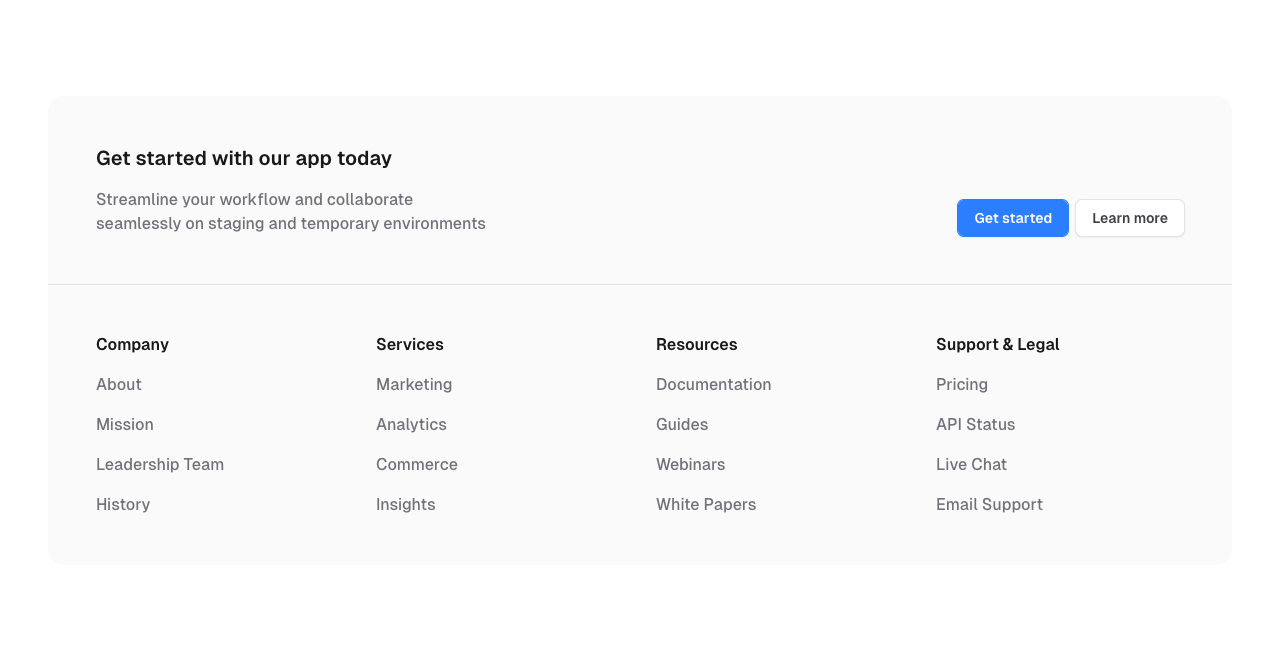 Get started with our app today
Streamline your workflow and collaborate
seamlessly on staging and temporary environments
Get started
Learn more
Company
About
Mission
Leadership Team
History
Services
Marketing
Analytics
Commerce
Insights
Resources
Documentation
Guides
Webinars
White Papers
Support & Legal
Pricing
API Status
Live Chat
Email Support